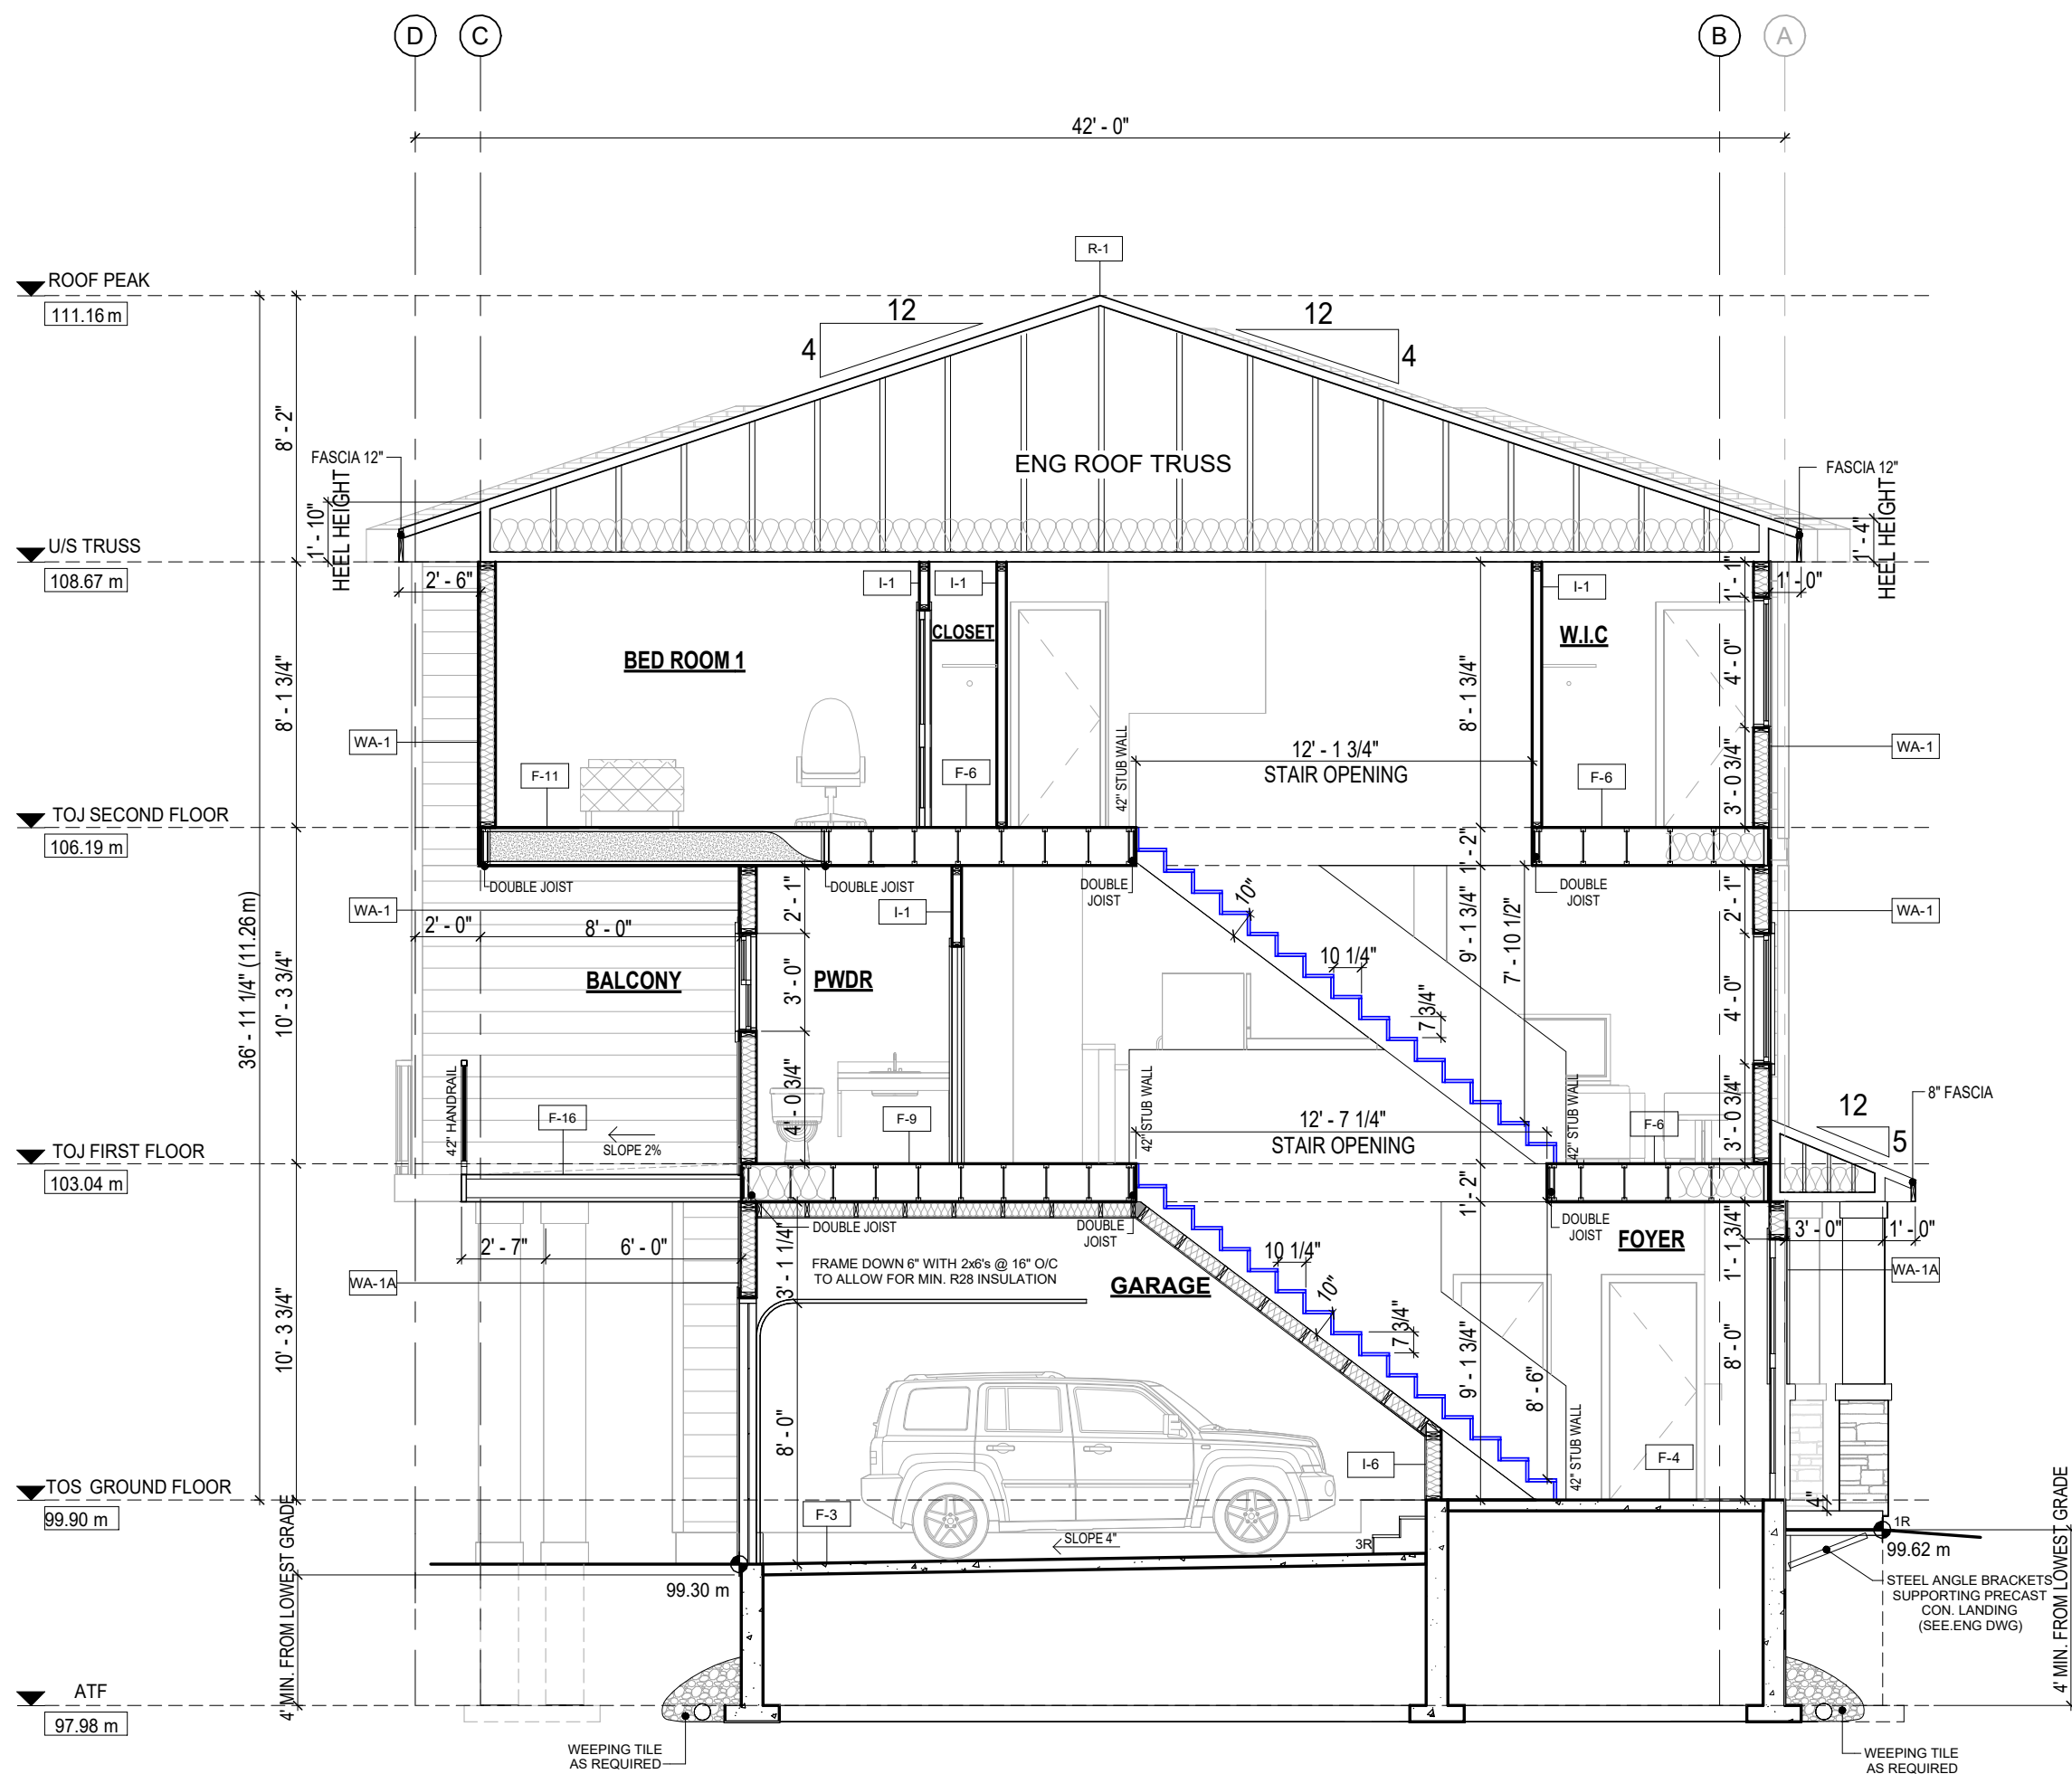 D
C
B
A
42' - 0"
R-1
ROOF PEAK
111.16 m
12
4
12
4
8' - 2"
ENG ROOF TRUSS
FASCIA 12"
FASCIA 12"
1' - 10"
HEEL HEIGHT
1' - 4"
HEEL HEIGHT
U/S TRUSS
108.67 m
2' - 6"
I-1
I-1
I-1
1' - 1"
1' - 0"
CLOSET
W.I.C
BED ROOM 1
8' - 1 3/4"
8' - 1 3/4"
4' - 0"
WA-1
WA-1
12' - 1 3/4"
STAIR OPENING
42" STUB WALL
F-11
F-6
F-6
3' - 0 3/4"
TOJ SECOND FLOOR
106.19 m
1' - 2"
DOUBLE JOIST
DOUBLE JOIST
DOUBLE
JOIST
DOUBLE
JOIST
WA-1
I-1
2' - 1"
10"
9' - 1 3/4"
7' - 10 1/2"
2' - 1"
WA-1
2' - 0"
8' - 0"
36' - 11 1/4" (11.26 m)
10' - 3 3/4"
BALCONY
PWDR
3' - 0"
10 1/4"
7 3/4"
4' - 0"
42" HANDRAIL
F-16
SLOPE 2%
4' - 0 3/4"
F-9
42" STUB WALL
12' - 7 1/4"
STAIR OPENING
42" STUB WALL
F-6
3' - 0 3/4"
12
5
8" FASCIA
TOJ FIRST FLOOR
103.04 m
1' - 2"
DOUBLE JOIST
DOUBLE
JOIST
DOUBLE
JOIST
FOYER
2' - 7"
6' - 0"
3' - 1 1/4"
FRAME DOWN 6" WITH 2x6's @ 16" O/C
TO ALLOW FOR MIN. R28 INSULATION
GARAGE
10 1/4"
10"
7 3/4"
1' - 1 3/4"
3' - 0"
1' - 0"
WA-1A
WA-1A
10' - 3 3/4"
8' - 0"
9' - 1 3/4"
8' - 6"
8' - 0"
42" STUB WALL
I-6
F-4
TOS GROUND FLOOR
99.90 m
F-3
SLOPE 4"
3R
4"
1R
99.62 m
99.30 m
STEEL ANGLE BRACKETS
SUPPORTING PRECAST
CON. LANDING
(SEE.ENG DWG)
4' MIN. FROM LOWEST GRADE
4' MIN. FROM LOWEST GRADE
ATF
97.98 m
WEEPING TILE
AS REQUIRED
WEEPING TILE
AS REQUIRED